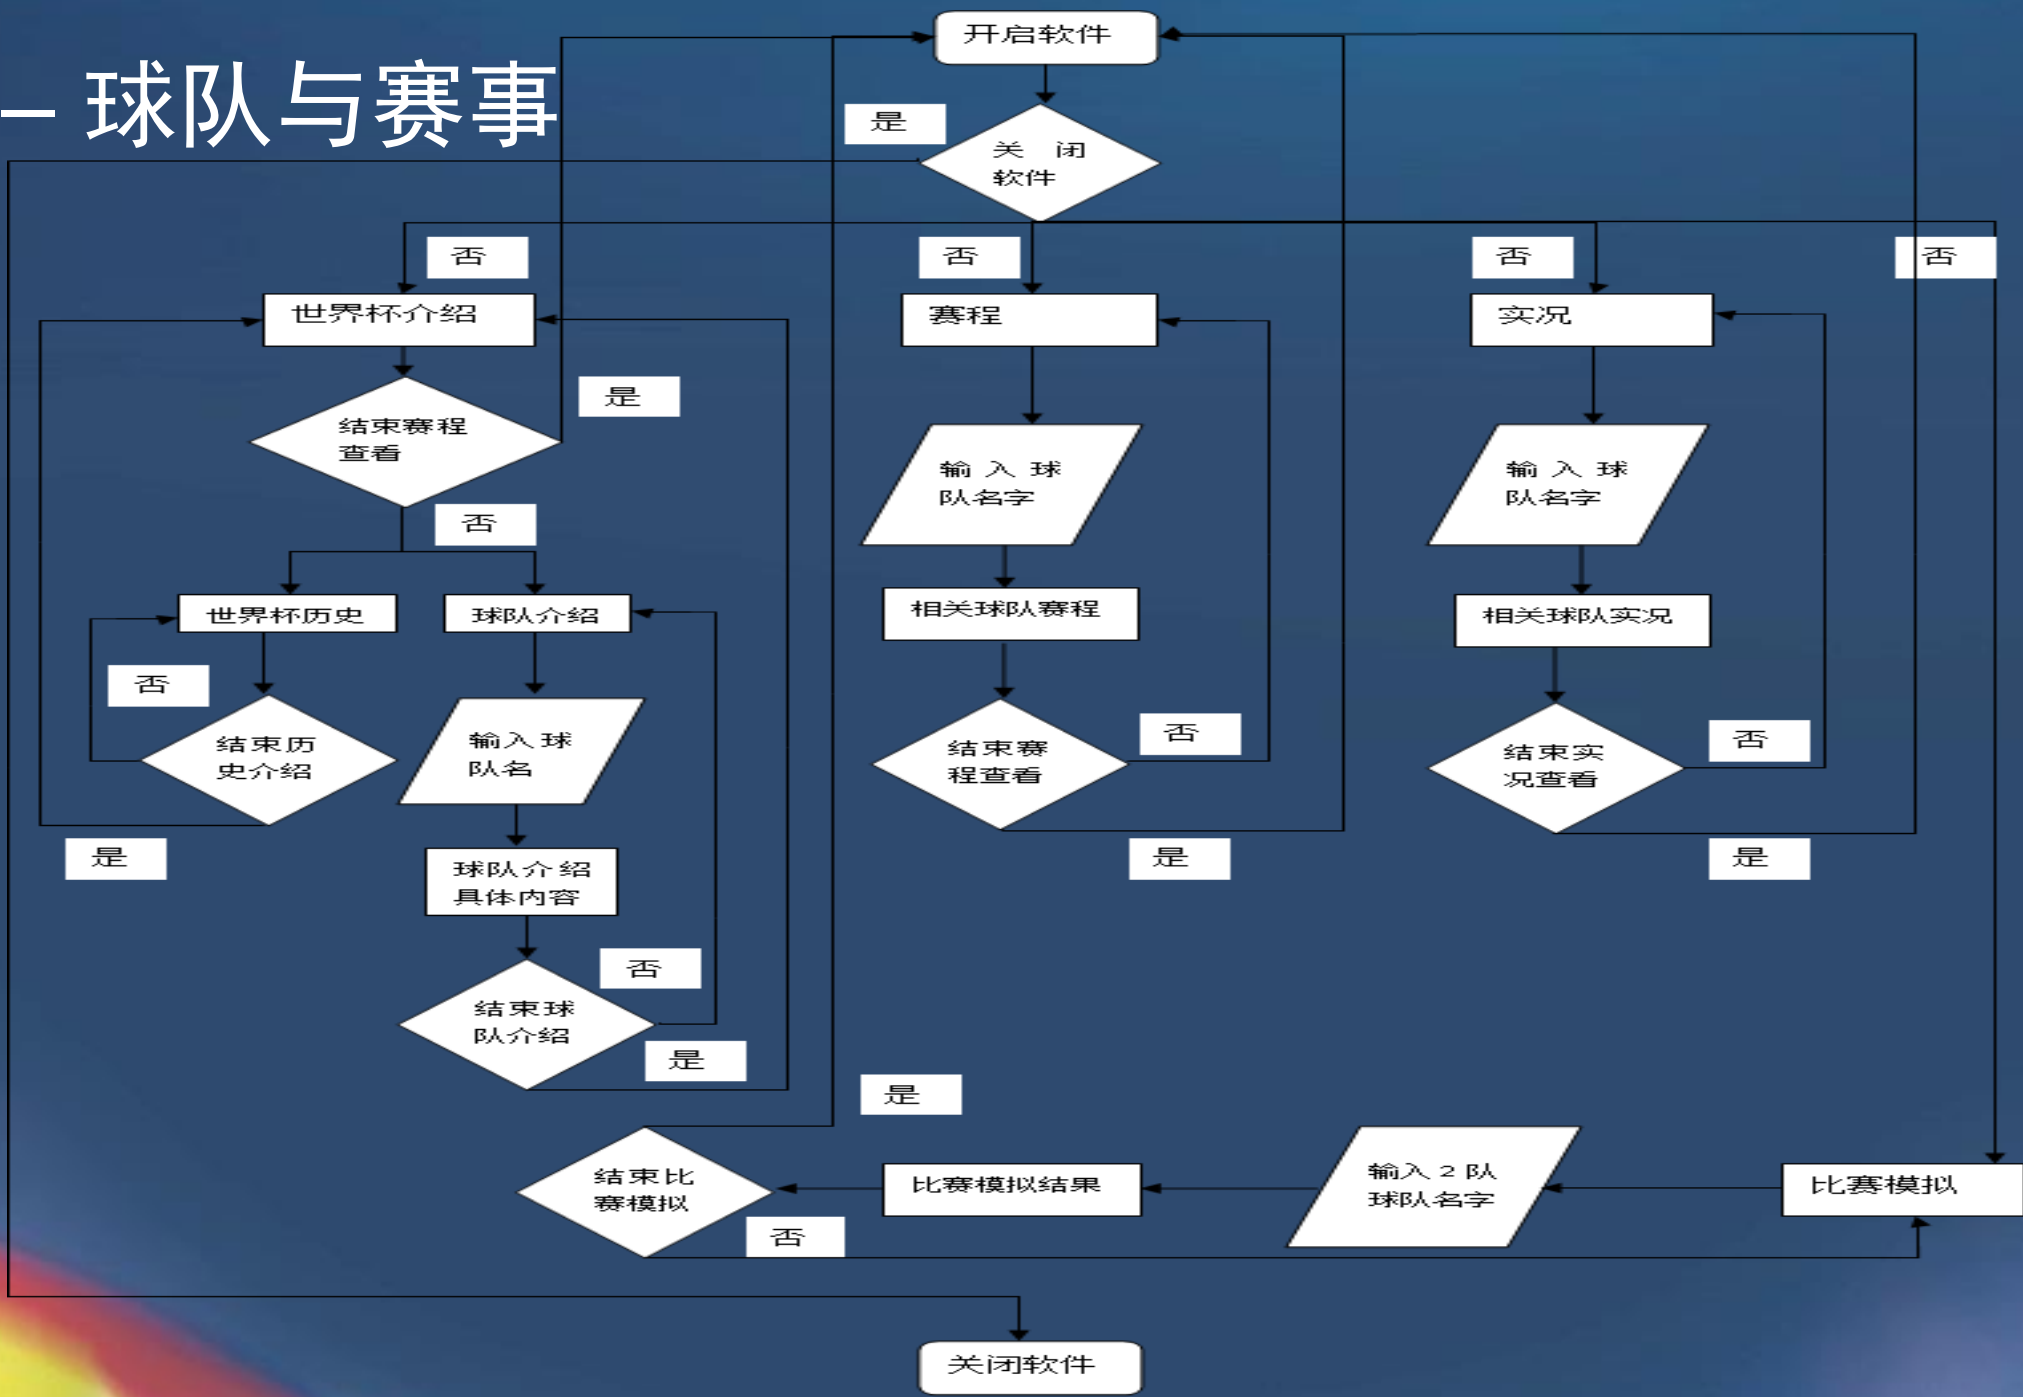 开启软件
– 球队与赛事
是
关 闭
软件
否
否
否
否
世界杯介绍
赛程
实况
是
结束赛程
查看
输 入 球
队名字
输 入 球
队名字
否
世界杯历史
球队介绍
相关球队赛程
相关球队实况
否
结束历
史介绍
输入球
队名
结束赛
程查看
否
结束实
况查看
否
是
球队介绍
具体内容
是
是
否
结束球
队介绍
是
是
结束比
赛模拟
比赛模拟结果
输入2队
球队名字
比赛模拟
否
关闭软件